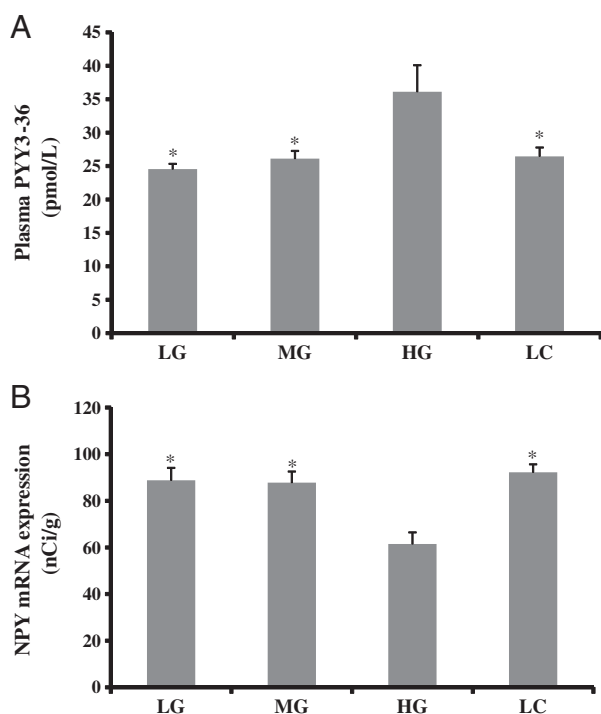 A
Plasma PYY3-36
(pmol/L)
45
40
35
30
25
20
15
10
5
0
*
*
*
LG
MG
HG
LC
B
NPY mRNA expression
(nCi/g)
120
100
80
60
40
20
0
*
*
*
LG
MG
HG
LC